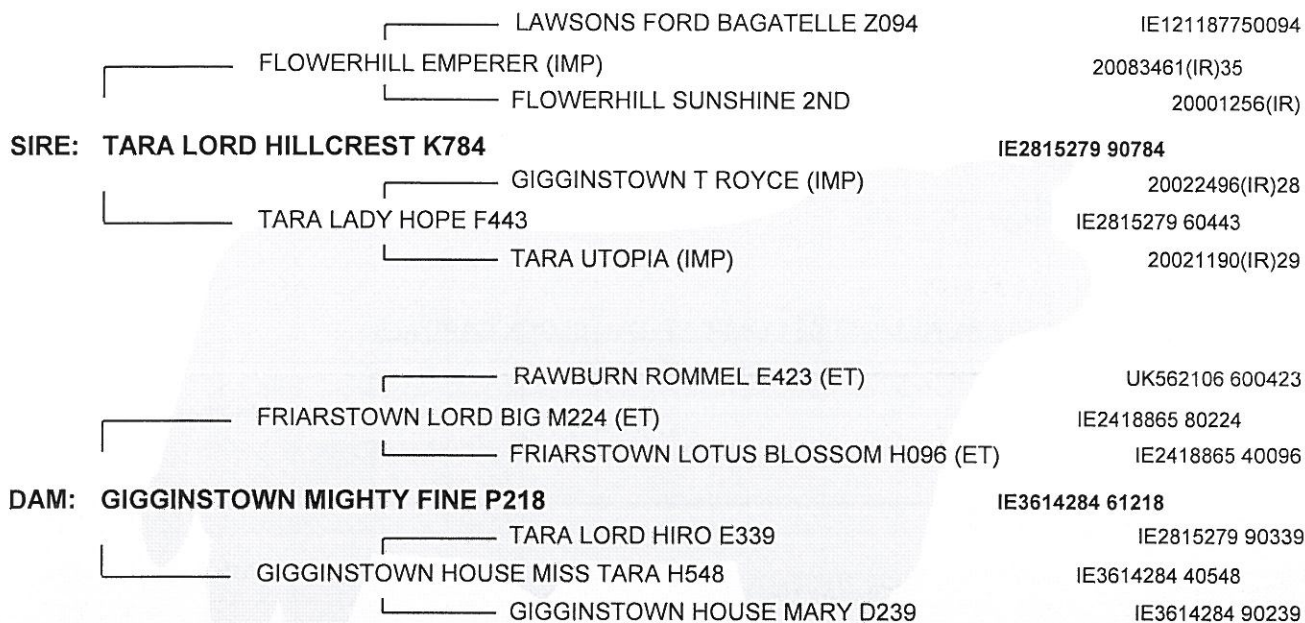 LAWSONS FORD BAGATELLE Z094 IE121187750094
FLOWERHILL EMPERER (IMP) 20083461(IR)35
FLOWERHILL SUNSHINE 2ND 20001256(IR)
SIRE: TARA LORD HILLCREST K784 IE2815279 90784
GIGGINSTOWN T ROYCE (IMP) 20022496(IR)28
TARA LADY HOPE F443 IE2815279 60443
TARA UTOPIA (IMP) 20021190(IR)29
RAWBURN ROMMEL E423 (ET) UK562106 600423
FRIARSTOWN LORD BIG M224 (ET) IE2418865 80224
FRIARSTOWN LOTUS BLOSSOM H096 (ET) IE2418865 40096
DAM: GIGGINSTOWN MIGHTY FINE P218 IE3614284 61218
TARA LORD HIRO E339 IE2815279 90339
GIGGINSTOWN HOUSE MISS TARA H548 IE3614284 40548
GIGGINSTOWN HOUSE MARY D239 IE3614284 90239